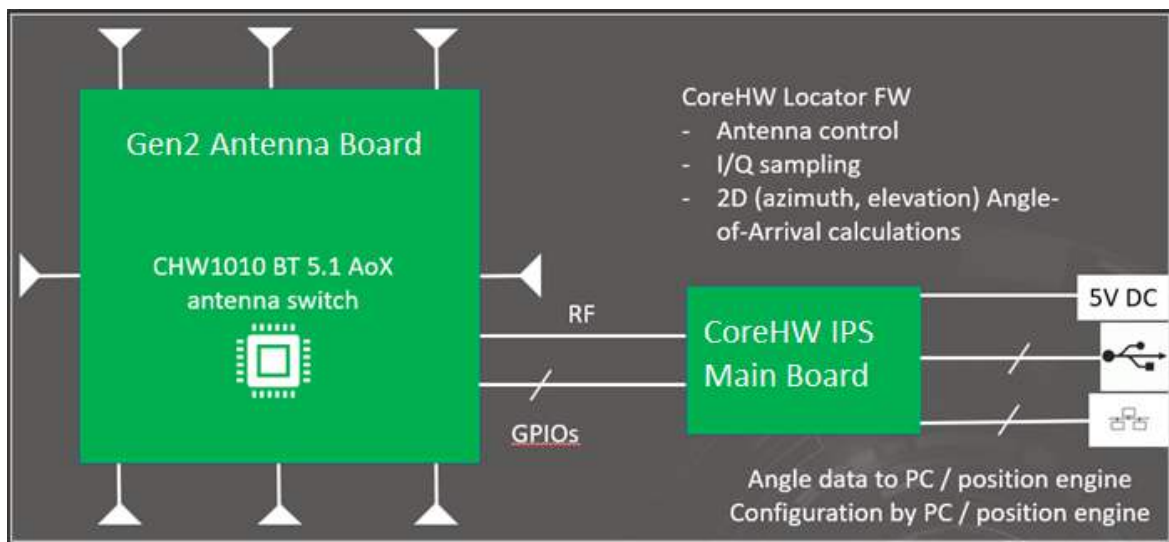 Gen2 Antenna Board
CHW1010 BT 5.1 AoX
antenna switch
RF
GPIOs
CoreHW Locator FW
- Antenna control
- I/Q sampling
- 2D (azimuth, elevation) Angle-
of-Arrival calculations
CoreHW IPS
Main Board
5V DC
Angle data to PC / position engine
Configuration by PC / position engine